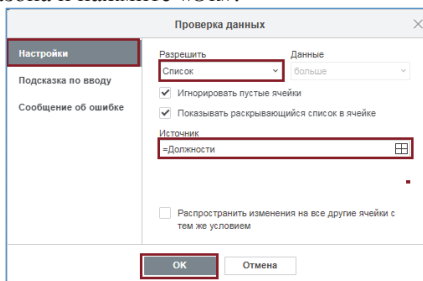 Проверка данных
Настройки
Подсказка по вводу
Сообщение об ошибке
Разрешить
Данные
Список
больше
Игнорировать пустые ячейки
Показывать раскрывающийся список в ячейке
Источник
=Должности
Распространить изменения на все другие ячейки с
тем же условием
OK
Отмена